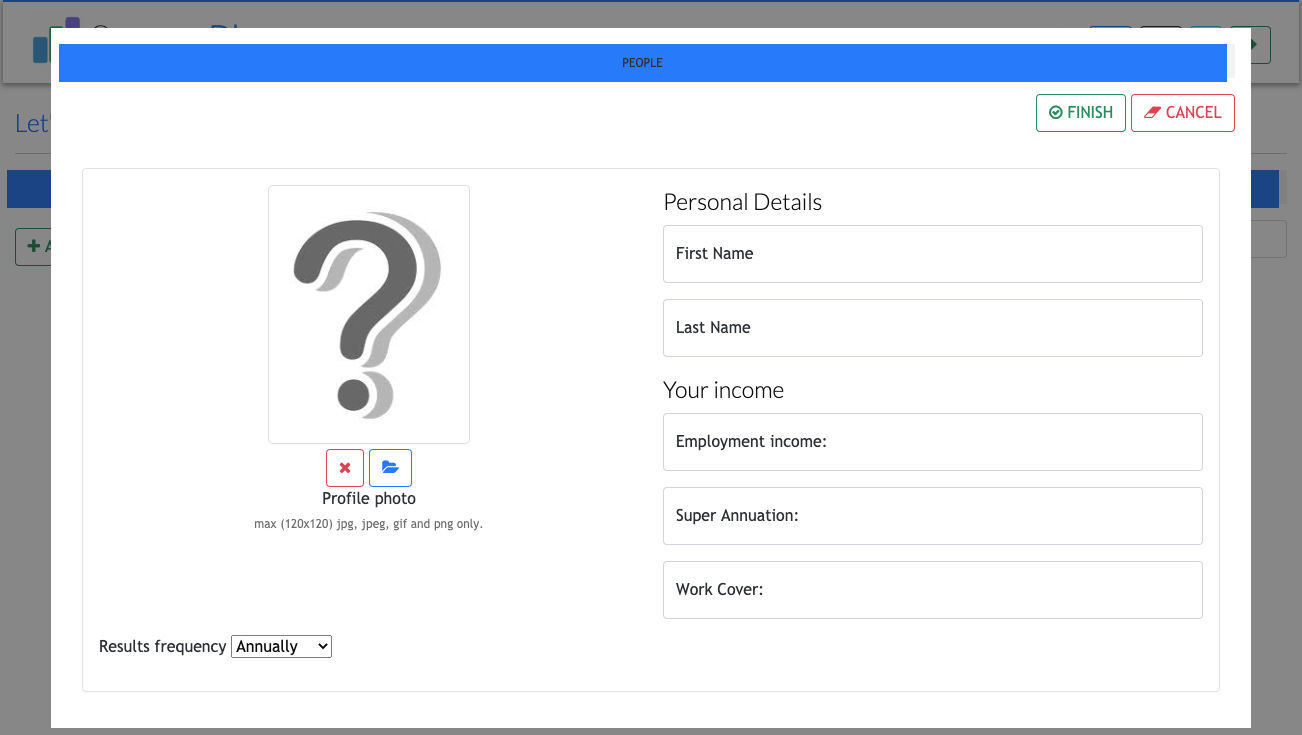 PEOPLE
FINISH
CANCEL
Let'
Personal Details
First Name
Last Name
Your income
Employment income:
Super Annuation:
Work Cover:
Profile photo
max (120x120) jpg, jpeg, gif and png only.
Results frequency Annually